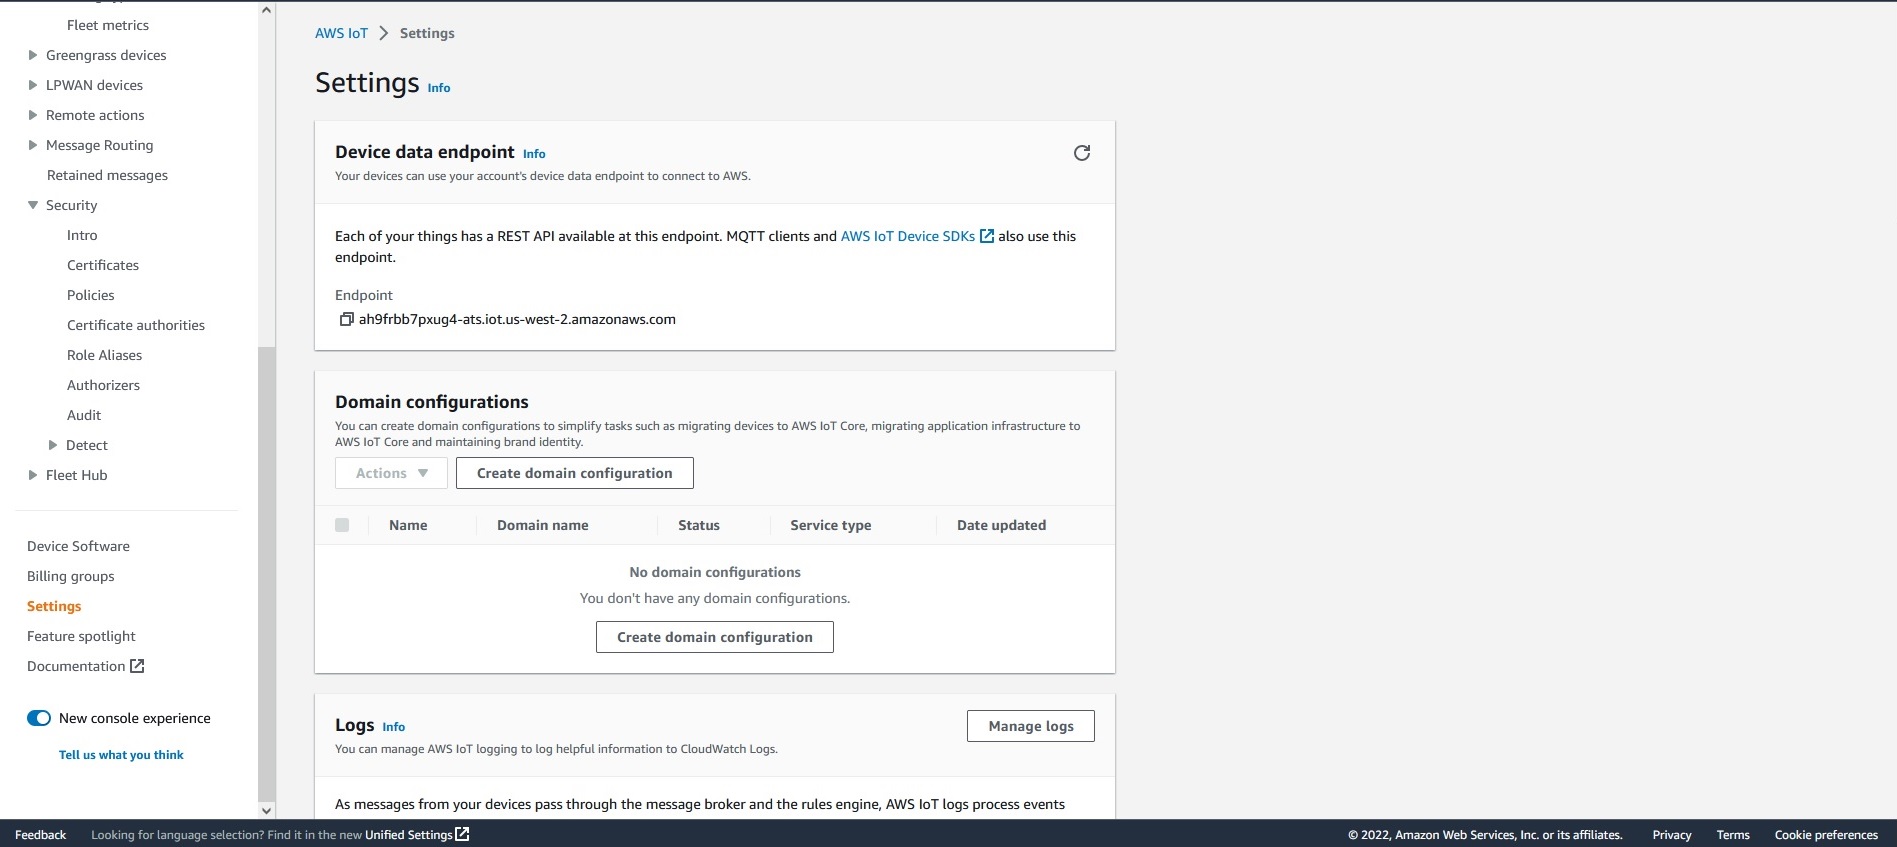 Fleet metrics
Greengrass devices
LPWAN devices
Remote actions
Message Routing
Retained messages
Security
Intro
Certificates
Policies
Certificate authorities
Role Aliases
Authorizers
Audit
Detect
Fleet Hub
Device Software
Billing groups
Settings
Feature spotlight
Documentation
New console experience
Tell us what you think
AWS IoT > Settings
Settings Info
Device data endpoint Info
Your devices can use your account's device data endpoint to connect to AWS.
Each of your things has a REST API available at this endpoint. MQTT clients and AWS IoT Device SDKs also use this
endpoint.
Endpoint
ah9frbb7pxug4-ats.iot.us-west-2.amazonaws.com
Domain configurations
You can create domain configurations to simplify tasks such as migrating devices to AWS IoT Core, migrating application infrastructure to
AWS IoT Core and maintaining brand identity.
Actions Create domain configuration
Name Domain name Status Service type Date updated
No domain configurations
You don't have any domain configurations.
Create domain configuration
Logs Info Manage logs
You can manage AWS IoT logging to log helpful information to CloudWatch Logs.
As messages from your devices pass through the message broker and the rules engine, AWS IoT logs process events
Feedback Looking for language selection? Find it in the new Unified Settings © 2022, Amazon Web Services, Inc. or its affiliates. Privacy Terms Cookie preferences